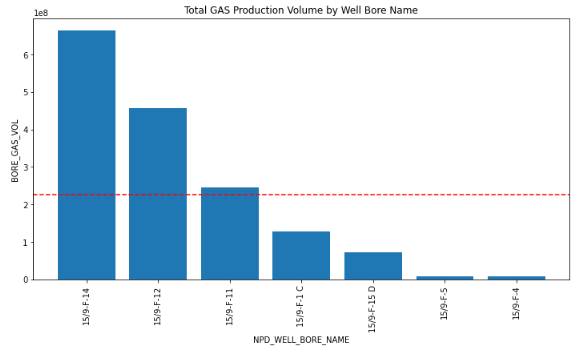 Total GAS Production Volume by Well Bore Name
1e8
6
5
4
3
2
1
0
BORE_GAS_VOL
15/9-F-14
15/9-F-12
15/9-F-11
15/9-F-1 C
15/9-F-15 D
15/9-F-5
15/9-F-4
NPD_WELL_BORE_NAME